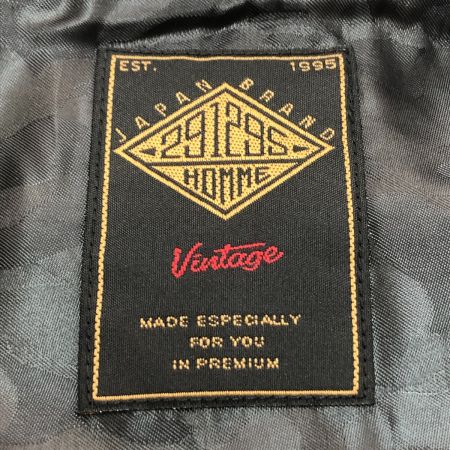 EST. 1995
JAPAN BRAND
291295
HOMME
Vintage
MADE ESPECIALLY
FOR YOU
IN PREMIUM